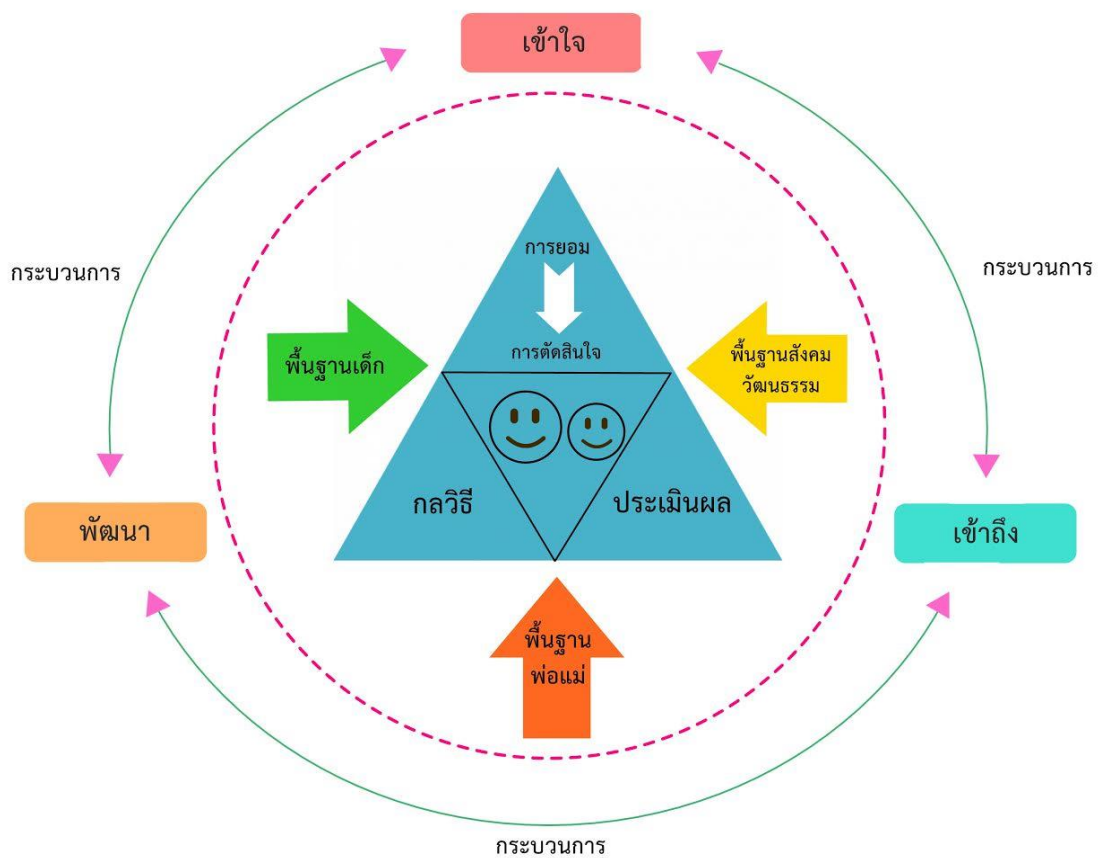 เข้าใจ
การยอม
กระบวนการ
กระบวนการ
การตัดสินใจ
พื้นฐานเด็ก
พื้นฐานสังคม
วัฒนธรรม
กลวิธี
ประเมินผล
พัฒนา
เข้าถึง
พื้นฐาน
พ่อแม่
กระบวนการ